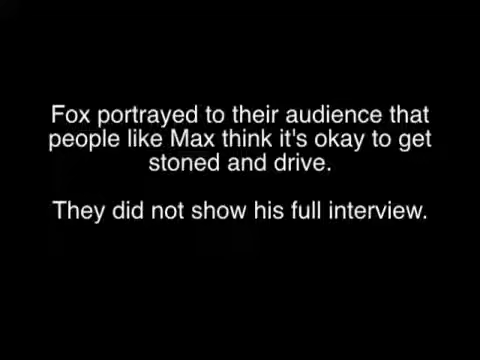 Fox portrayed to their audience that
people like Max think it's okay to get
stoned and drive.
They did not show his full interview.